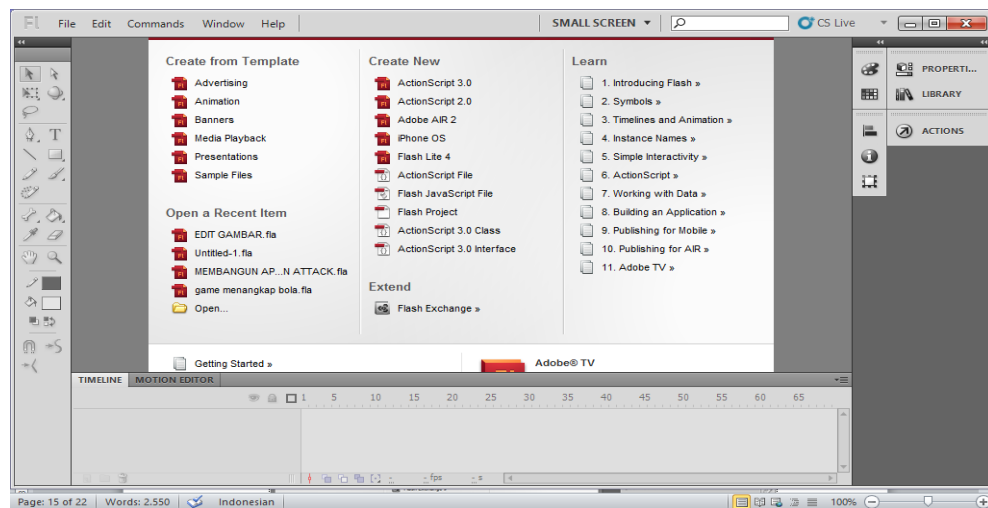 Fl File Edit Commands Window Help SMALL SCREEN CS Live
Create from Template
Advertising
Animation
Banners
Media Playback
Presentations
Sample Files
Open a Recent Item
EDIT GAMBAR.fla
Untitled-1.fla
MEMBANGUN AP...N ATTACK.fla
game menangkap bola.fla
Open...
Create New
ActionScript 3.0
ActionScript 2.0
Adobe AIR 2
iPhone OS
Flash Lite 4
ActionScript File
Flash JavaScript File
Flash Project
ActionScript 3.0 Class
ActionScript 3.0 Interface
Extend
Flash Exchange »
Learn
1. Introducing Flash »
2. Symbols »
3. Timelines and Animation »
4. Instance Names »
5. Simple Interactivity »
6. ActionScript »
7. Working with Data »
8. Building an Application »
9. Publishing for Mobile »
10. Publishing for AIR »
11. Adobe TV »
Getting Started »
Adobe® TV
PROPERTI...
LIBRARY
ACTIONS
TIMELINE MOTION EDITOR
1 5 10 15 20 25 30 35 40 45 50 55 60 65
fps s
Page: 15 of 22 Words: 2.550 Indonesian 100%